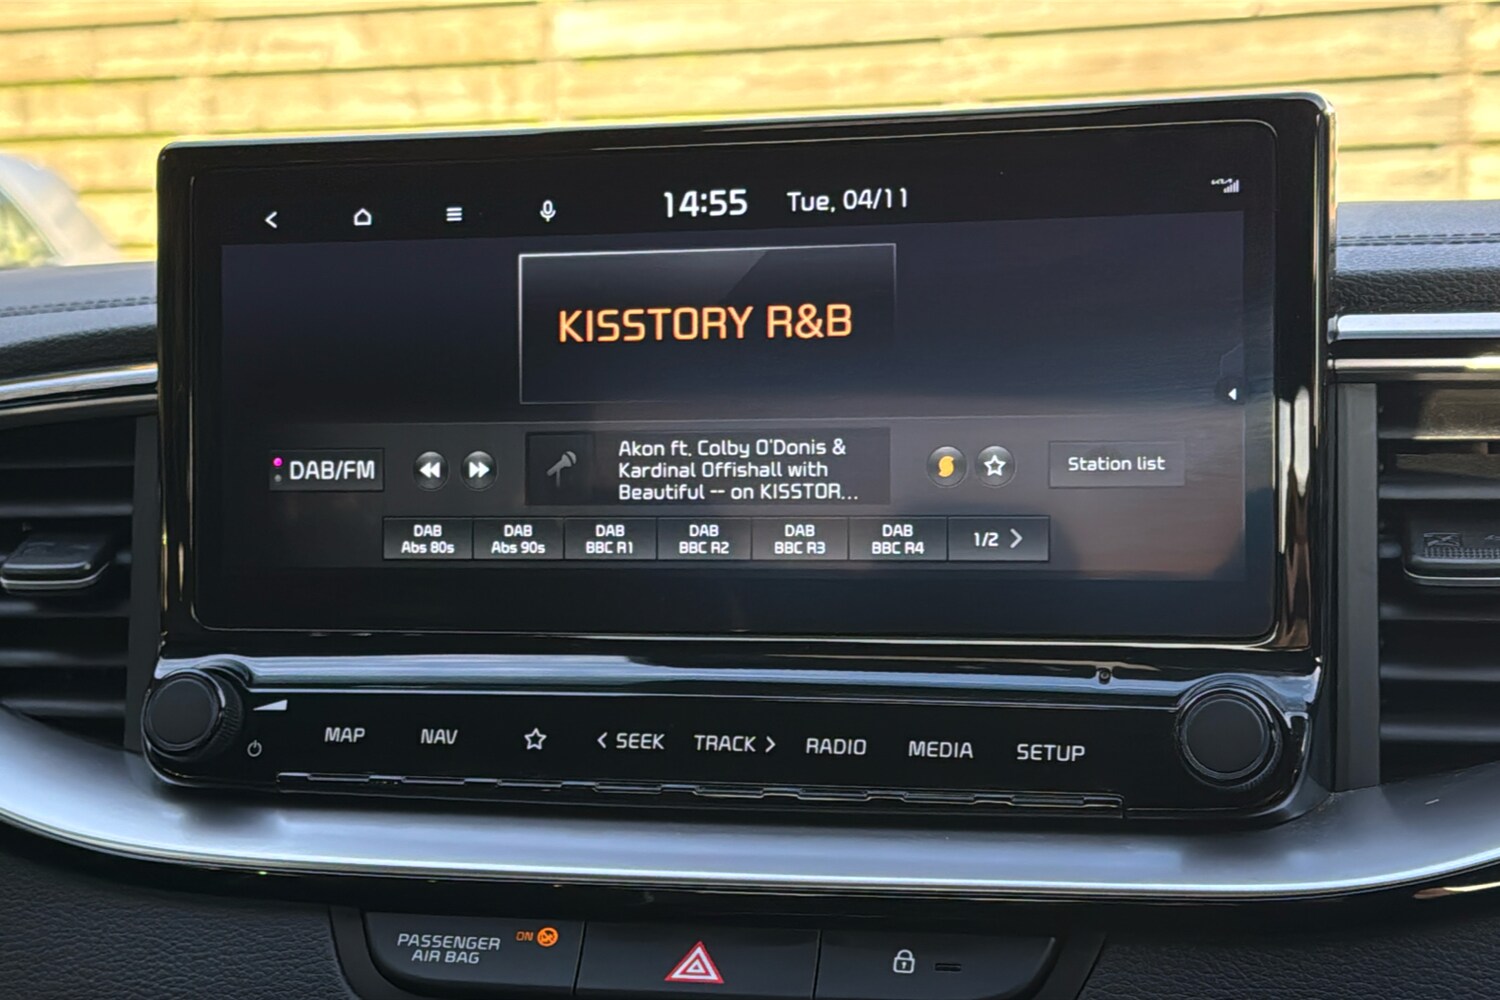 14:55 Tue, 04/11
KISSTORY R&B
DAB/FM
Akon ft. Colby O'Donis &
Kardinal Offishall with
Beautiful -- on KISSTOR...
Station list
DAB
Abs 80s
DAB
Abs 90s
DAB
BBC R1
DAB
BBC R2
DAB
BBC R3
DAB
BBC R4
1/2 >
MAP NAV < SEEK TRACK > RADIO MEDIA SETUP
PASSENGER
AIR BAG
ON